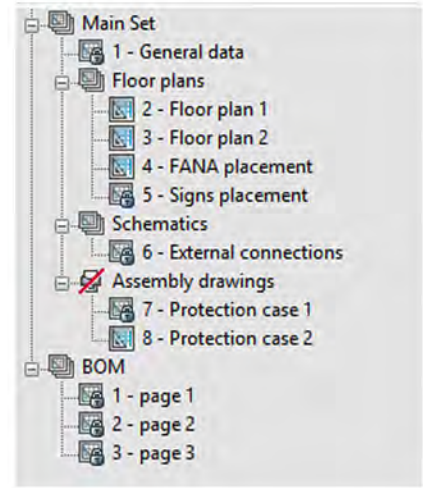 Main Set
1 - General data
Floor plans
2 - Floor plan 1
3 - Floor plan 2
4 - FANA placement
5 - Signs placement
Schematics
6 - External connections
Assembly drawings
7 - Protection case 1
8 - Protection case 2
BOM
1 - page 1
2 - page 2
3 - page 3